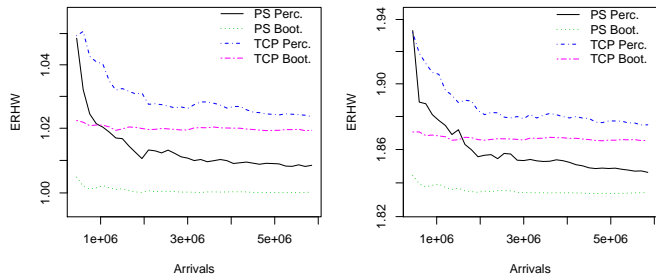 PS Perc.
PS Boot.
TCP Perc.
TCP Boot.
ERHW
1.04
1.02
1.00
1e+06 3e+06 5e+06
Arrivals
PS Perc.
PS Boot.
TCP Perc.
TCP Boot.
ERHW
1.94
1.90
1.86
1.82
1e+06 3e+06 5e+06
Arrivals